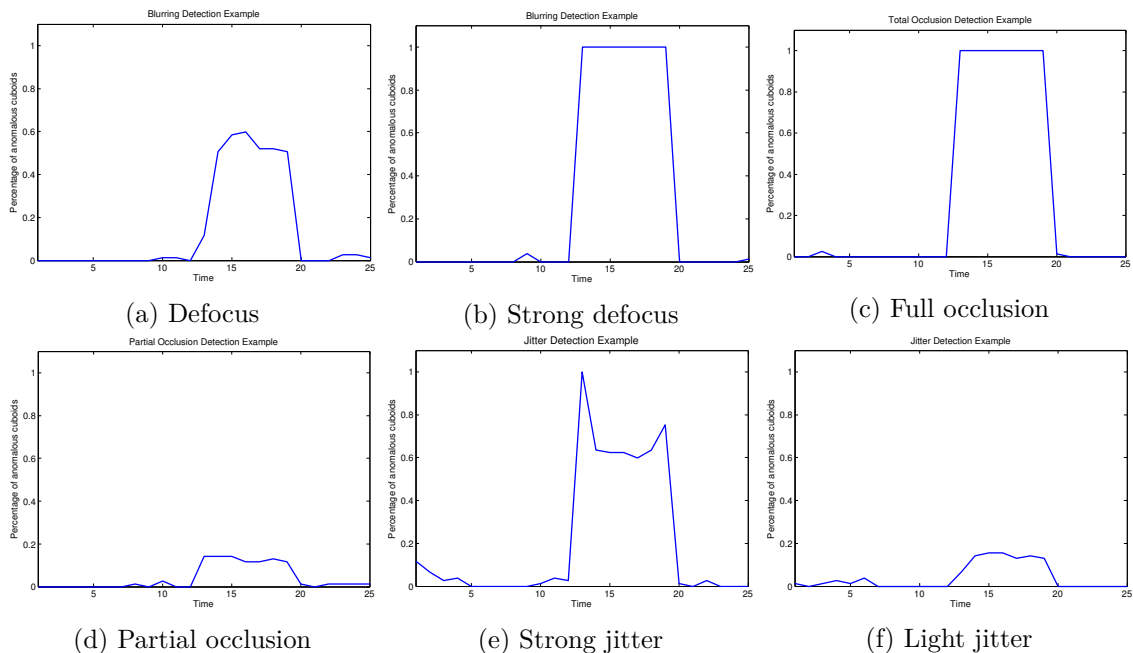 Blurring Detection Example
Percentage of anomalous cuboids
1
0.8
0.6
0.4
0.2
0
5 10 15 20 25
Time
(a) Defocus
Blurring Detection Example
Percentage of anomalous cuboids
1
0.8
0.6
0.4
0.2
0
5 10 15 20 25
Time
(b) Strong defocus
Total Occlusion Detection Example
Percentage of anomalous cuboids
1
0.8
0.6
0.4
0.2
0
5 10 15 20 25
Time
(c) Full occlusion
Partial Occlusion Detection Example
Percentage of anomalous cuboids
1
0.8
0.6
0.4
0.2
0
5 10 15 20 25
Time
(d) Partial occlusion
Jitter Detection Example
Percentage of anomalous cuboids
1
0.8
0.6
0.4
0.2
0
5 10 15 20 25
Time
(e) Strong jitter
Jitter Detection Example
Percentage of anomalous cuboids
1
0.8
0.6
0.4
0.2
0
5 10 15 20 25
Time
(f) Light jitter